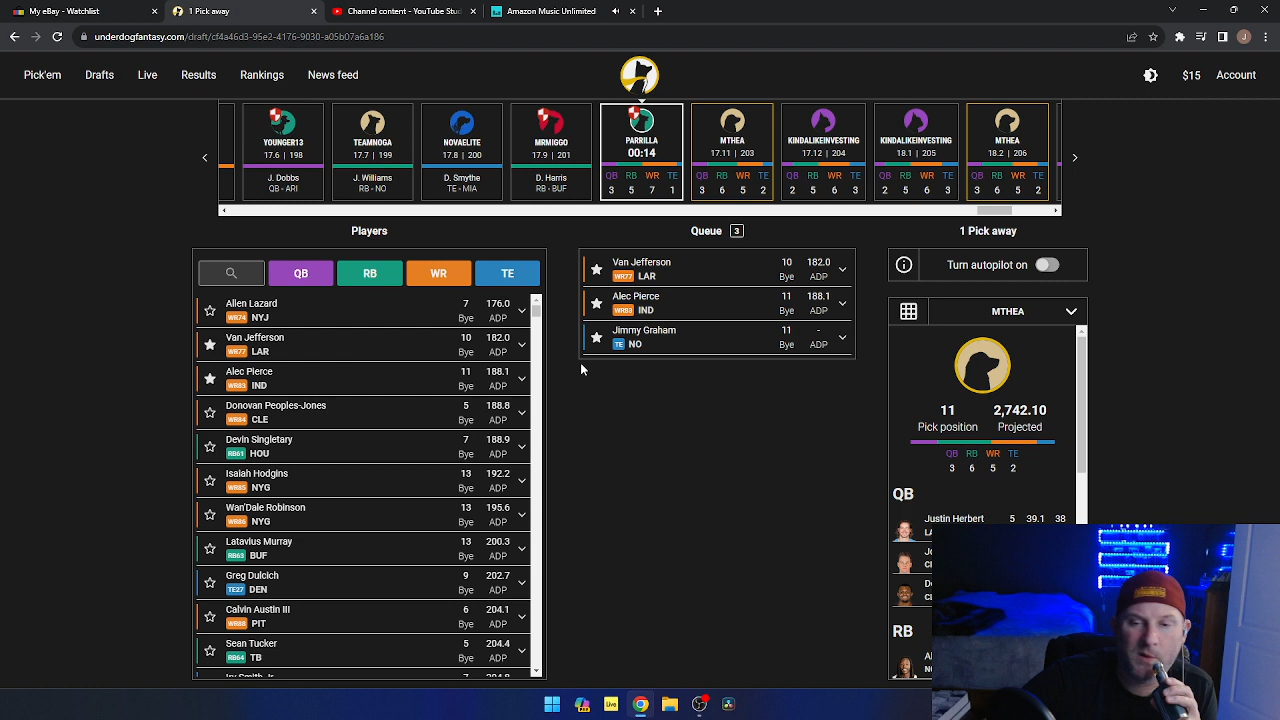 My eBay - Watchlist
1 Pick away
Channel content - YouTube Stud
Amazon Music Unlimited
underdogfantasy.com/draft/cf4a46d3-95e2-4176-9030-a05b07a6a186
J
Pick'em
Drafts
Live
Results
Rankings
News feed
$15
Account
YOUNGER13
17.6 | 198
J. Dobbs
QB - ARI
TEAMNOGA
17.7 | 199
J. Williams
RB - NO
NOVAELITE
17.8 | 200
D. Smythe
TE - MIA
MRMIGGO
17.9 | 201
D. Harris
RB - BUF
PARRILLA
00:14
QB RB WR TE
3 5 7 1
MTHEA
17.11 | 203
QB RB WR TE
3 6 5 2
KINDALIKEINVESTING
17.12 | 204
QB RB WR TE
2 5 6 3
KINDALIKEINVESTING
18.1 | 205
QB RB WR TE
2 5 6 3
MTHEA
18.2 | 206
QB RB WR TE
3 6 5 2
Players
QB RB WR TE
Allen Lazard 7 176.0
WR74 NYJ Bye ADP
Van Jefferson 10 182.0
WR77 LAR Bye ADP
Alec Pierce 11 188.1
WR83 IND Bye ADP
Donovan Peoples-Jones 5 188.8
WR84 CLE Bye ADP
Devin Singletary 7 188.9
RB61 HOU Bye ADP
Isaiah Hodgins 13 192.2
WR85 NYG Bye ADP
Wan'Dale Robinson 13 195.6
WR86 NYG Bye ADP
Latavius Murray 13 200.3
RB63 BUF Bye ADP
Greg Dulcich 9 202.7
TE27 DEN Bye ADP
Calvin Austin III 6 204.1
WR88 PIT Bye ADP
Sean Tucker 5 204.4
RB64 TB Bye ADP
Queue 3
Van Jefferson 10 182.0
WR77 LAR Bye ADP
Alec Pierce 11 188.1
WR83 IND Bye ADP
Jimmy Graham 11 -
TE NO Bye ADP
1 Pick away
Turn autopilot on
MTHEA
11 2,742.10
Pick position Projected
QB RB WR TE
3 6 5 2
QB
Justin Herbert 5 39.1 38
RB
Live